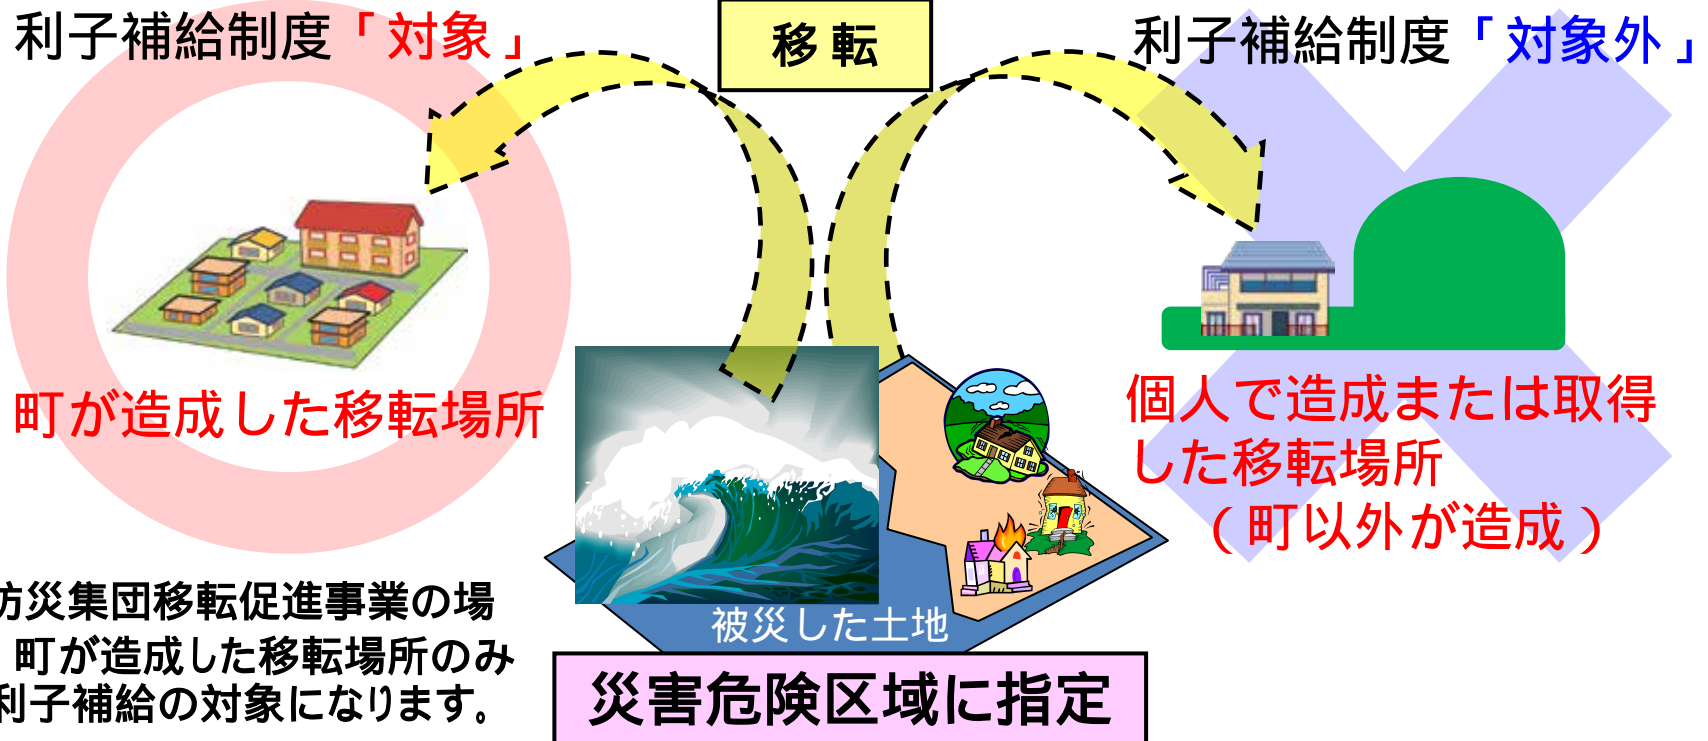 利子補給制度「対象」
移転
利子補給制度「対象外」
町が造成した移転場所
個人で造成または取得
した移転場所
（町以外が造成）
被災した土地
災害危険区域に指定
防災集団移転促進事業の場
町が造成した移転場所のみ
利子補給の対象になります。